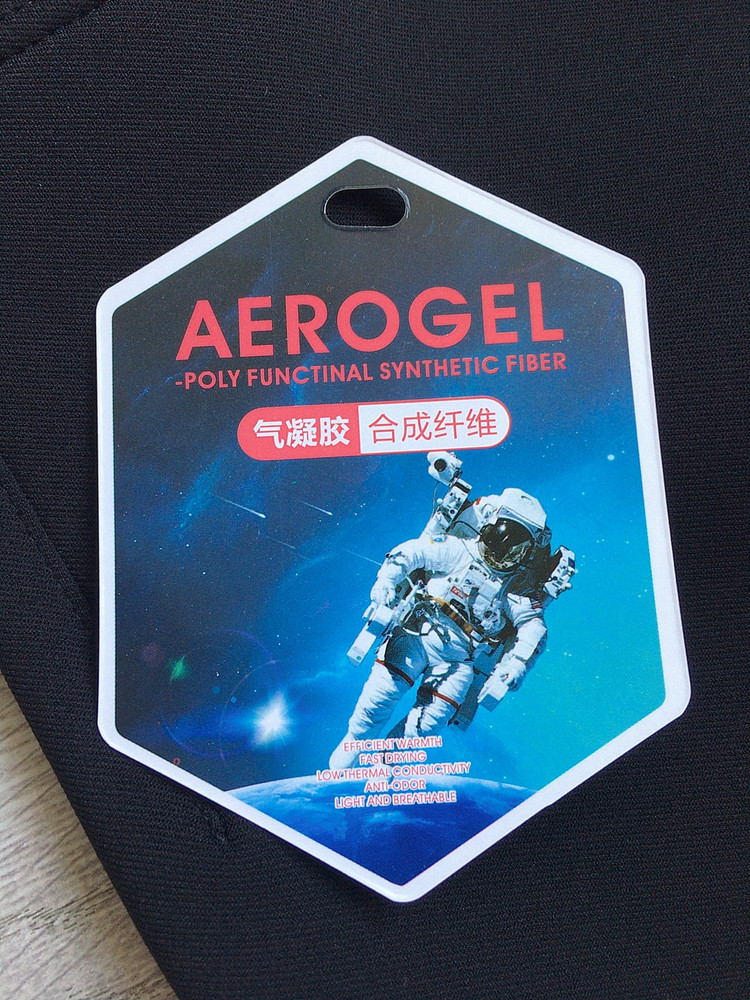 AEROGEL
-POLY FUNCTINAL SYNTHETIC FIBER
气凝胶 合成纤维
EFFICIENT WARMTH
FAST DRYING
LOW THERMAL CONDUCTIVITY
ANTI-ODOR
LIGHT AND BREATHABLE